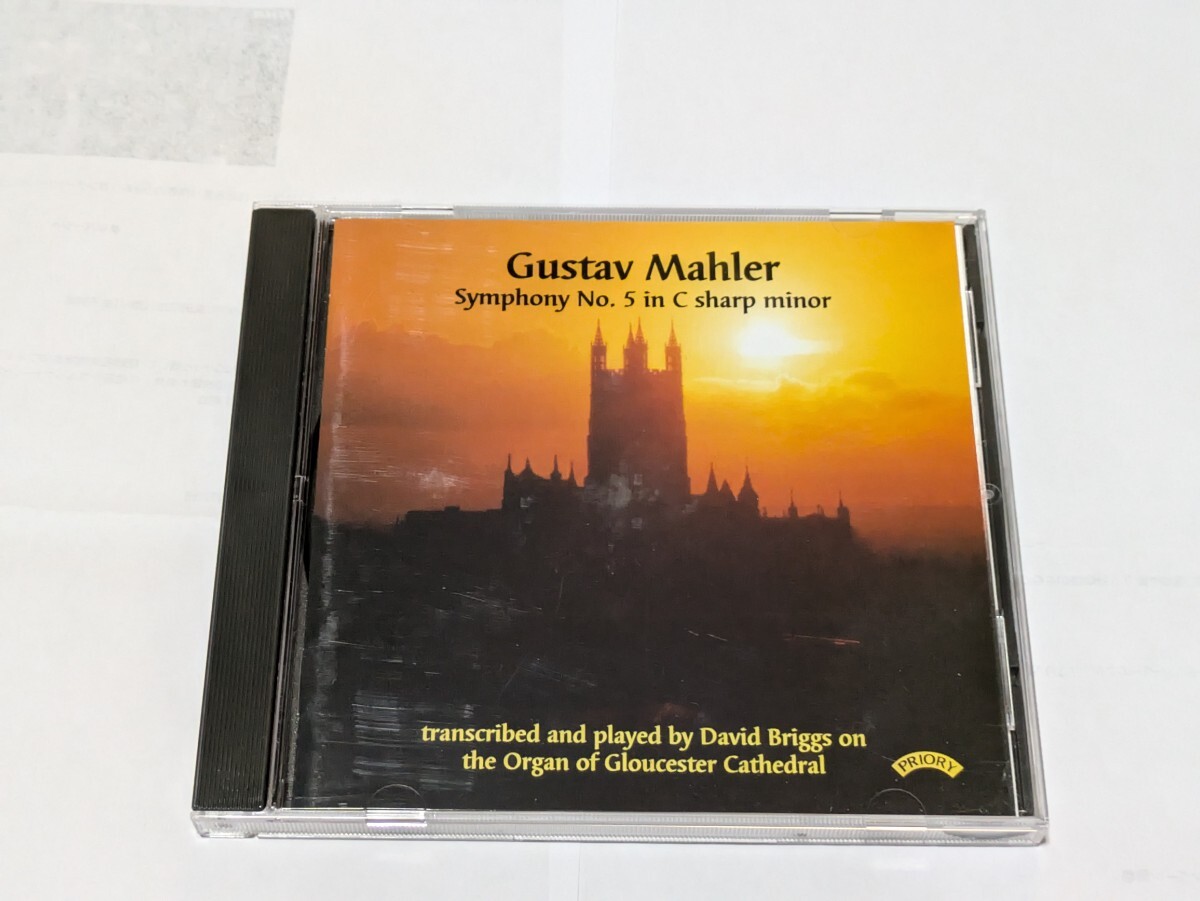 Gustav Mahler
Symphony No. 5 in C sharp minor
transcribed and played by David Briggs on
the Organ of Gloucester Cathedral
PRIORY